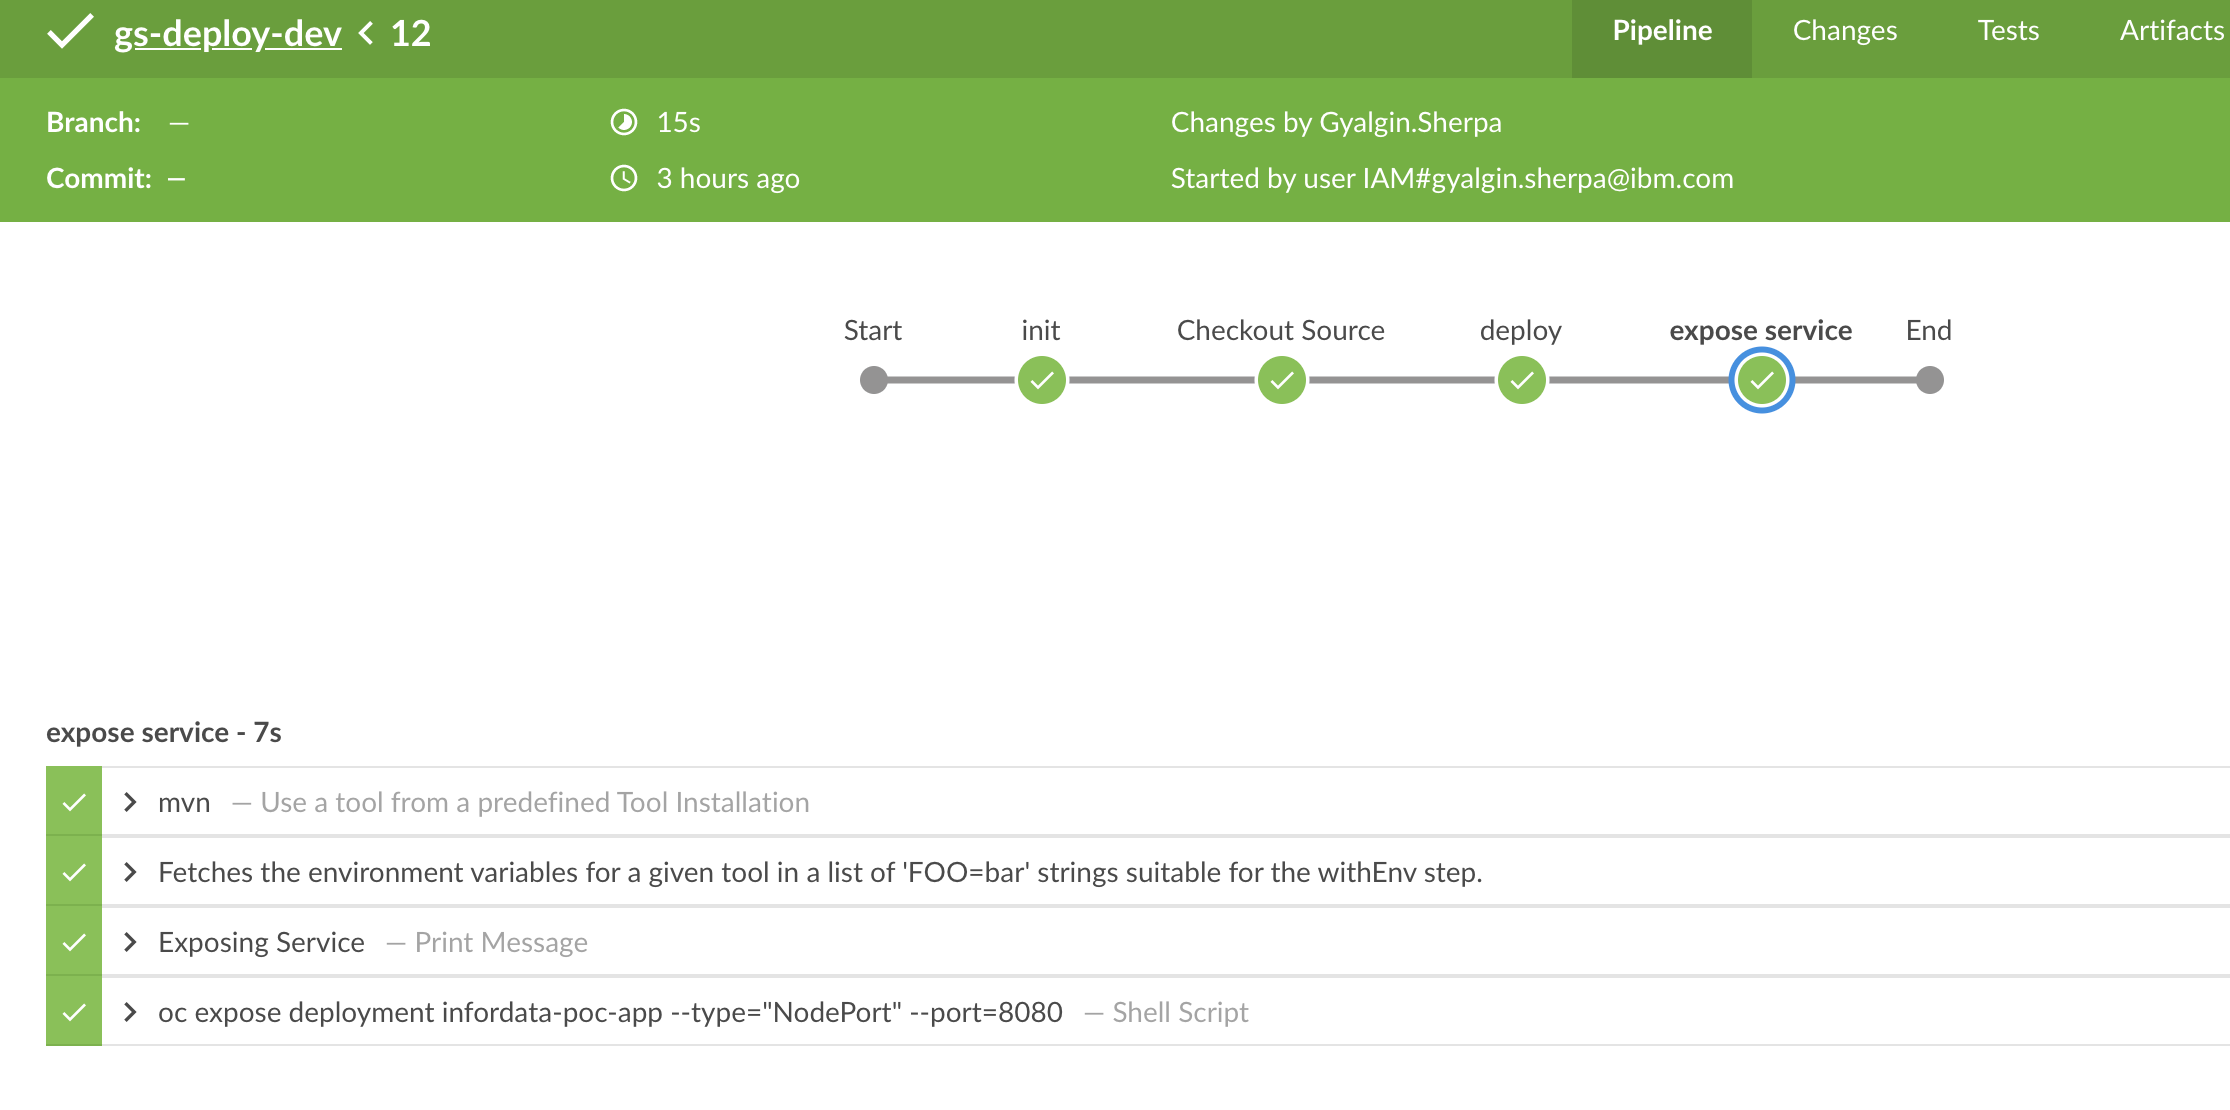 gs-deploy-dev < 12
Pipeline
Changes
Tests
Artifacts
Branch: —
15s
Changes by Gyalgin.Sherpa
Commit: —
3 hours ago
Started by user IAM#gyalgin.sherpa@ibm.com
Start
init
Checkout Source
deploy
expose service
End
expose service - 7s
mvn — Use a tool from a predefined Tool Installation
Fetches the environment variables for a given tool in a list of 'FOO=bar' strings suitable for the withEnv step.
Exposing Service — Print Message
oc expose deployment infordata-poc-app --type="NodePort" --port=8080 — Shell Script